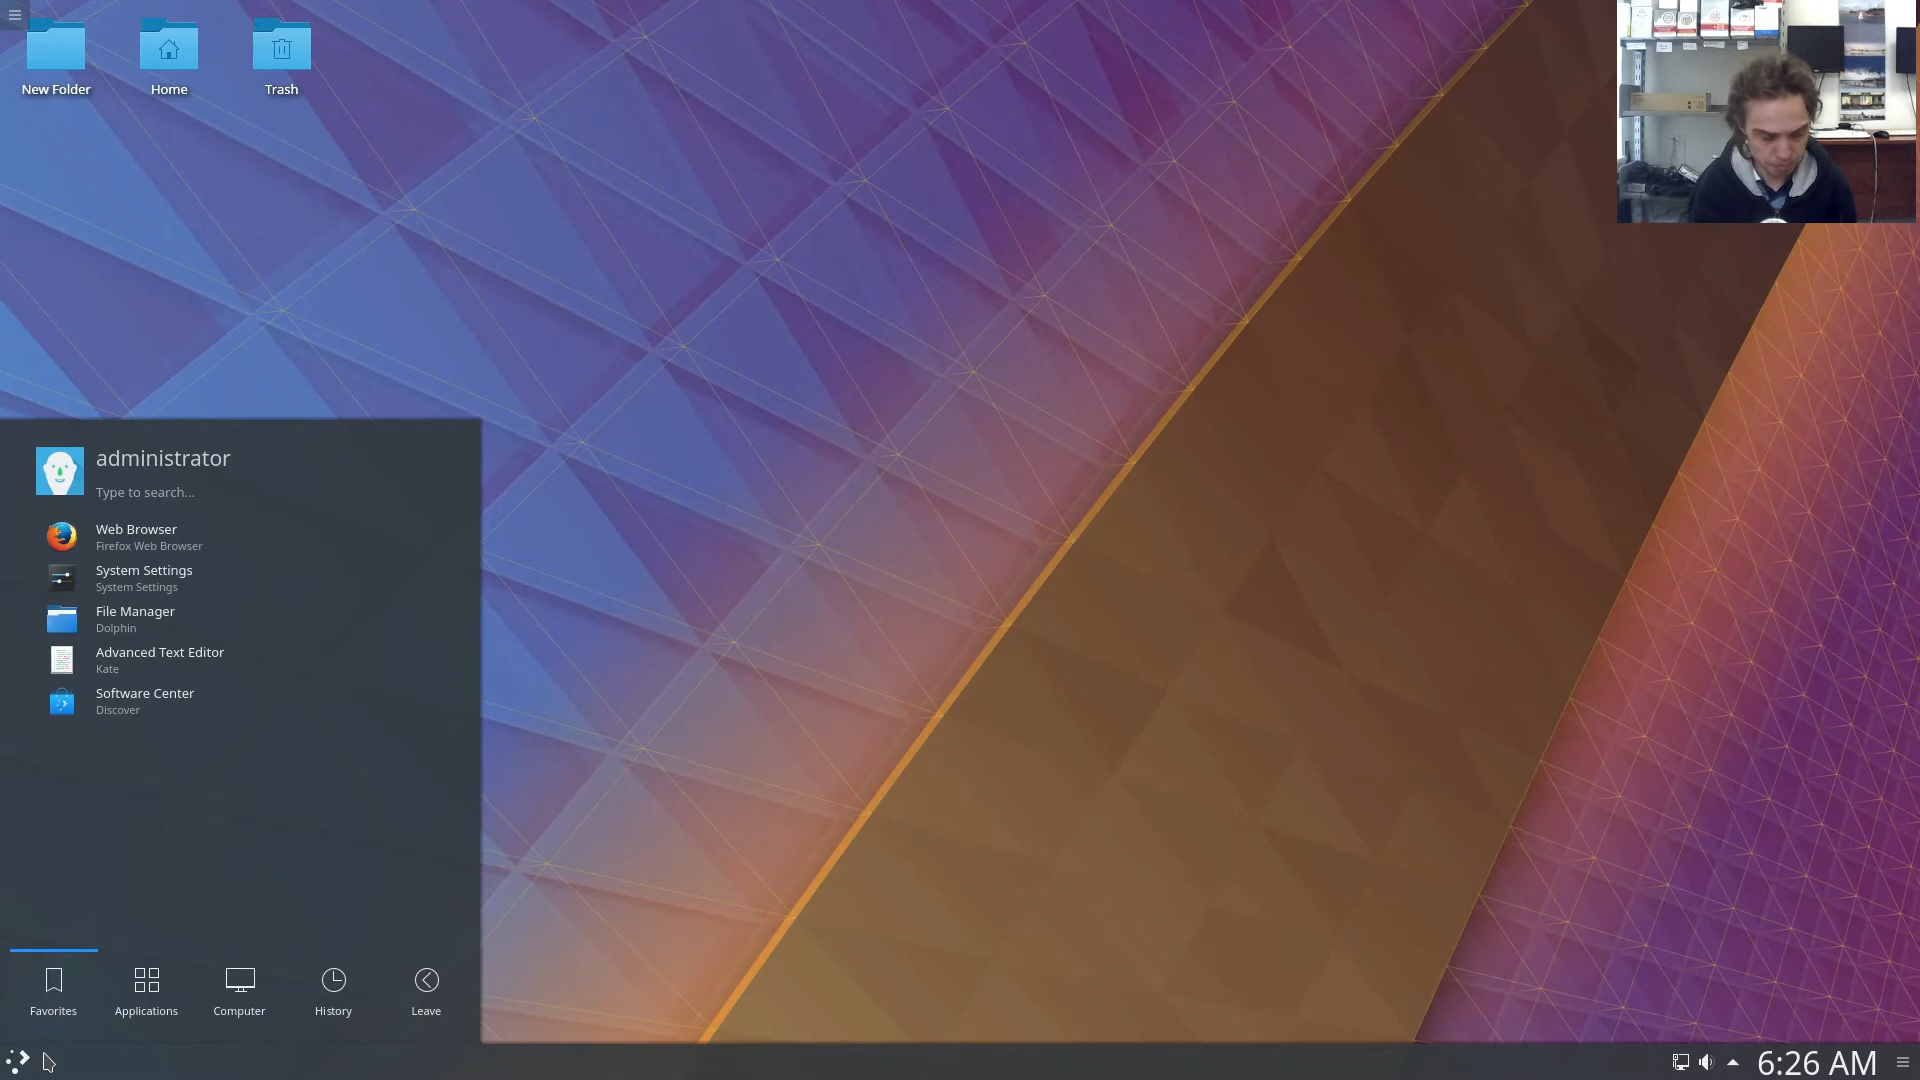 New Folder
Home
Trash
administrator
Type to search...
Web Browser
Firefox Web Browser
System Settings
System Settings
File Manager
Dolphin
Advanced Text Editor
Kate
Software Center
Discover
Favorites
Applications
Computer
History
Leave
6:26 AM